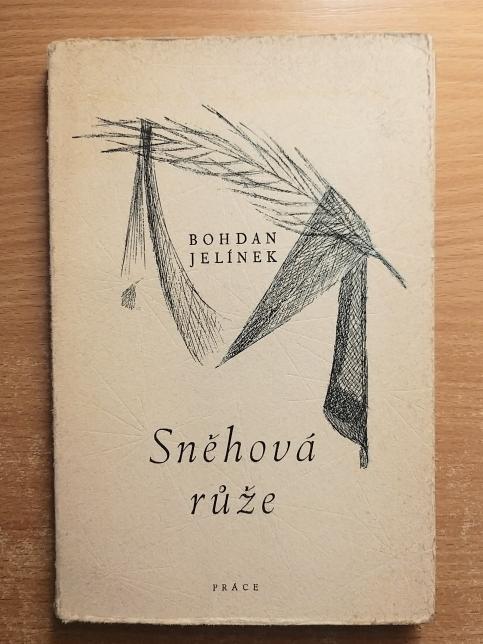 BOHDAN
JELÍNEK
Sněhová
růže
PRÁCE